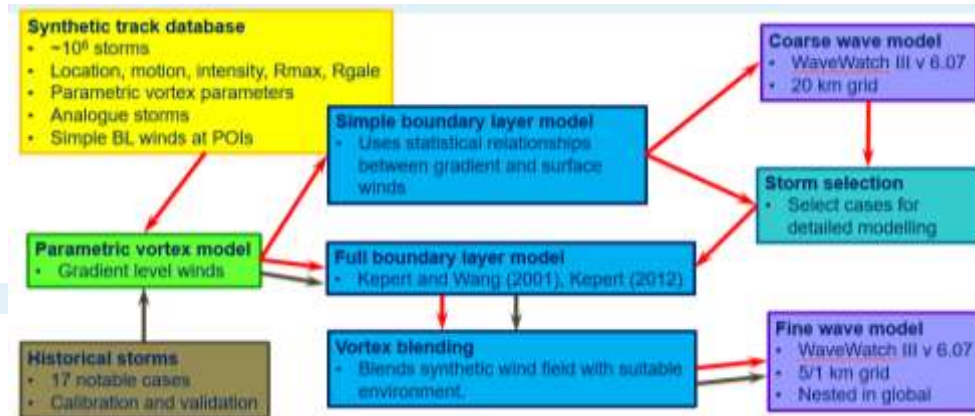 Synthetic track database
• ~10⁶ storms
• Location, motion, intensity, Rmax, Rgale
• Parametric vortex parameters
• Analogue storms
• Simple BL winds at POIs
Coarse wave model
• WaveWatch III v 6.07
• 20 km grid
Simple boundary layer model
• Uses statistical relationships
between gradient and surface
winds
Storm selection
• Select cases for
detailed modelling
Parametric vortex model
• Gradient level winds
Full boundary layer model
• Kepert and Wang (2001), Kepert (2012)
Historical storms
• 17 notable cases
• Calibration and validation
Vortex blending
• Blends synthetic wind field with suitable
environment.
Fine wave model
• WaveWatch III v 6.07
• 5/1 km grid
• Nested in global